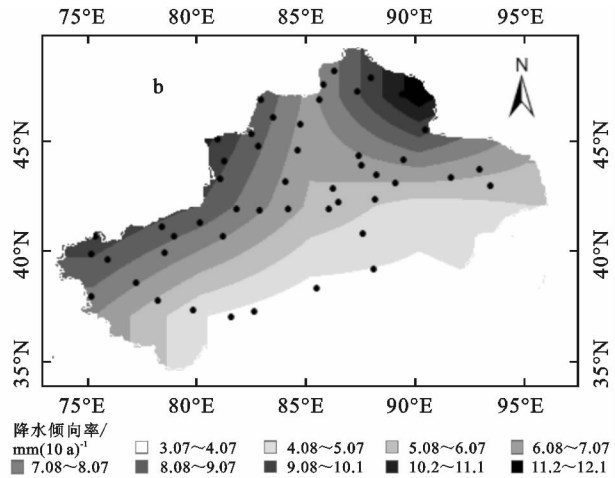 75°E 80°E 85°E 90°E 95°E
b
N
45°N 45°N
40°N 40°N
35°N 35°N
75°E 80°E 85°E 90°E 95°E
降水倾向率/
mm(10 a)⁻¹ 3.07～4.07 4.08～5.07 5.08～6.07 6.08～7.07
7.08～8.07 8.08～9.07 9.08～10.1 10.2～11.1 11.2～12.1